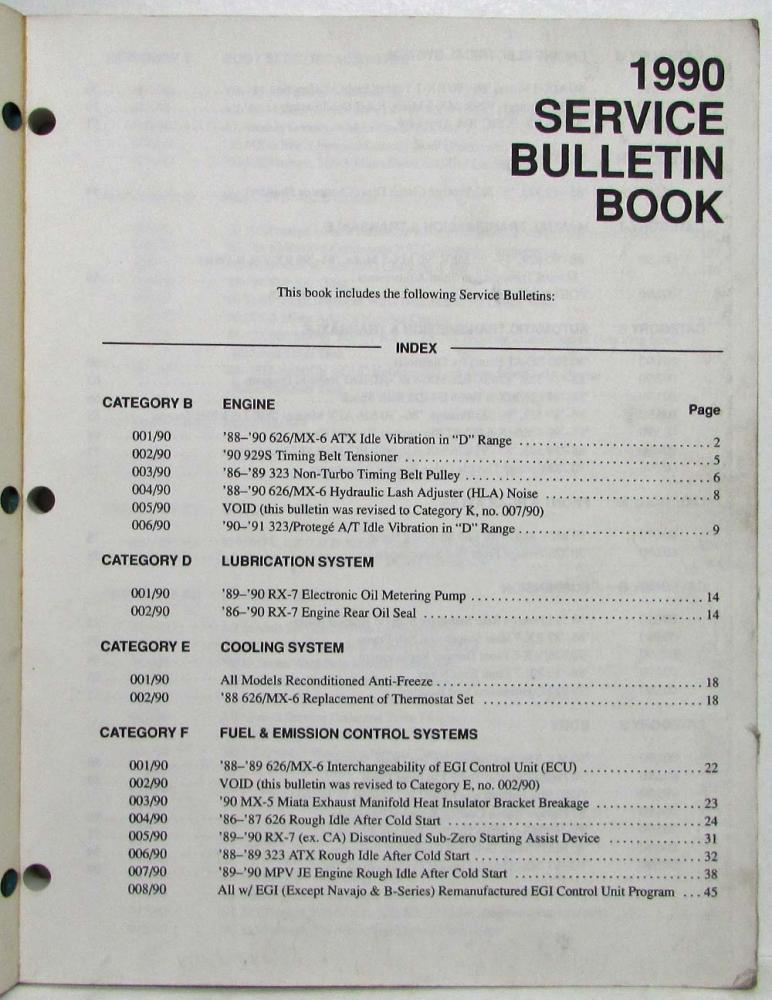 1990
SERVICE
BULLETIN
BOOK
This book includes the following Service Bulletins:
INDEX
CATEGORY B ENGINE Page
001/90 '88–'90 626/MX-6 ATX Idle Vibration in “D” Range ................................ 2
002/90 '90 929S Timing Belt Tensioner ................................................ 5
003/90 '86–'89 323 Non-Turbo Timing Belt Pulley ...................................... 6
004/90 '88–'90 626/MX-6 Hydraulic Lash Adjuster (HLA) Noise ........................... 8
005/90 VOID (this bulletin was revised to Category K, no. 007/90)
006/90 '90–'91 323/Protegé A/T Idle Vibration in “D” Range ............................... 9
CATEGORY D LUBRICATION SYSTEM
001/90 '89–'90 RX-7 Electronic Oil Metering Pump ................................... 14
002/90 '86–'90 RX-7 Engine Rear Oil Seal .......................................... 14
CATEGORY E COOLING SYSTEM
001/90 All Models Reconditioned Anti-Freeze ........................................ 18
002/90 '88 626/MX-6 Replacement of Thermostat Set ................................. 18
CATEGORY F FUEL & EMISSION CONTROL SYSTEMS
001/90 '88–'89 626/MX-6 Interchangeability of EGI Control Unit (ECU) .................. 22
002/90 VOID (this bulletin was revised to Category E, no. 002/90)
003/90 '90 MX-5 Miata Exhaust Manifold Heat Insulator Bracket Breakage ................ 23
004/90 '86–'87 626 Rough Idle After Cold Start ...................................... 24
005/90 '89–'90 RX-7 (ex. CA) Discontinued Sub-Zero Starting Assist Device .............. 31
006/90 '88–'89 323 ATX Rough Idle After Cold Start .................................. 32
007/90 '89–'90 MPV JE Engine Rough Idle After Cold Start ............................ 38
008/90 All w/ EGI (Except Navajo & B-Series) Remanufactured EGI Control Unit Program ... 45